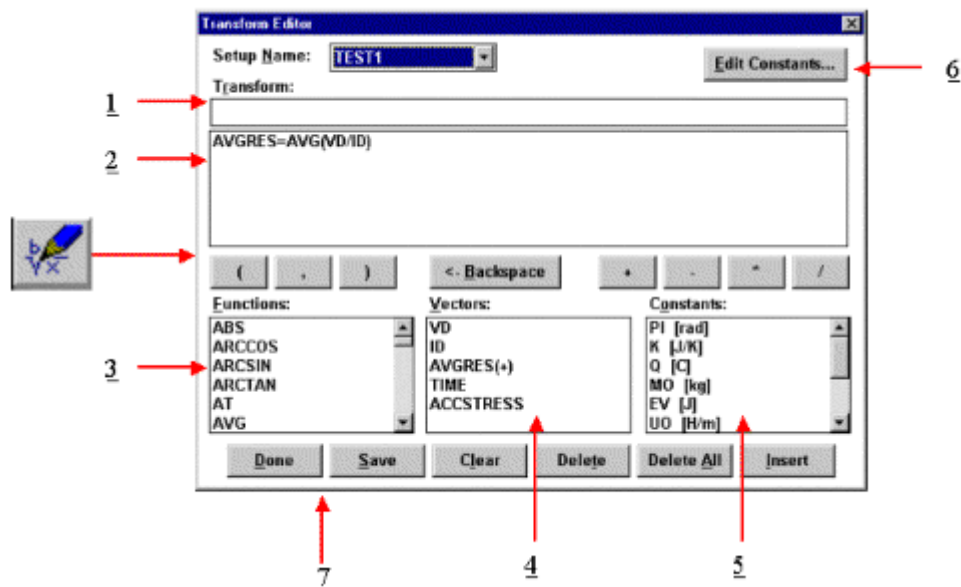 Transform Editor
Setup Name: TEST1
Edit Constants...
6
Transform:
1
AVGRES=AVG(VD/ID)
2
b
√x
( , ) <- Backspace + - * /
Functions: Vectors: Constants:
ABS VD PI [rad]
ARCCOS ID K [J/K]
3 ARCSIN AVGRES(+) Q [C]
ARCTAN TIME MO [kg]
AT ACCSTRESS EV [J]
AVG UO [H/m]
Done Save Clear Delete Delete All Insert
7 4 5